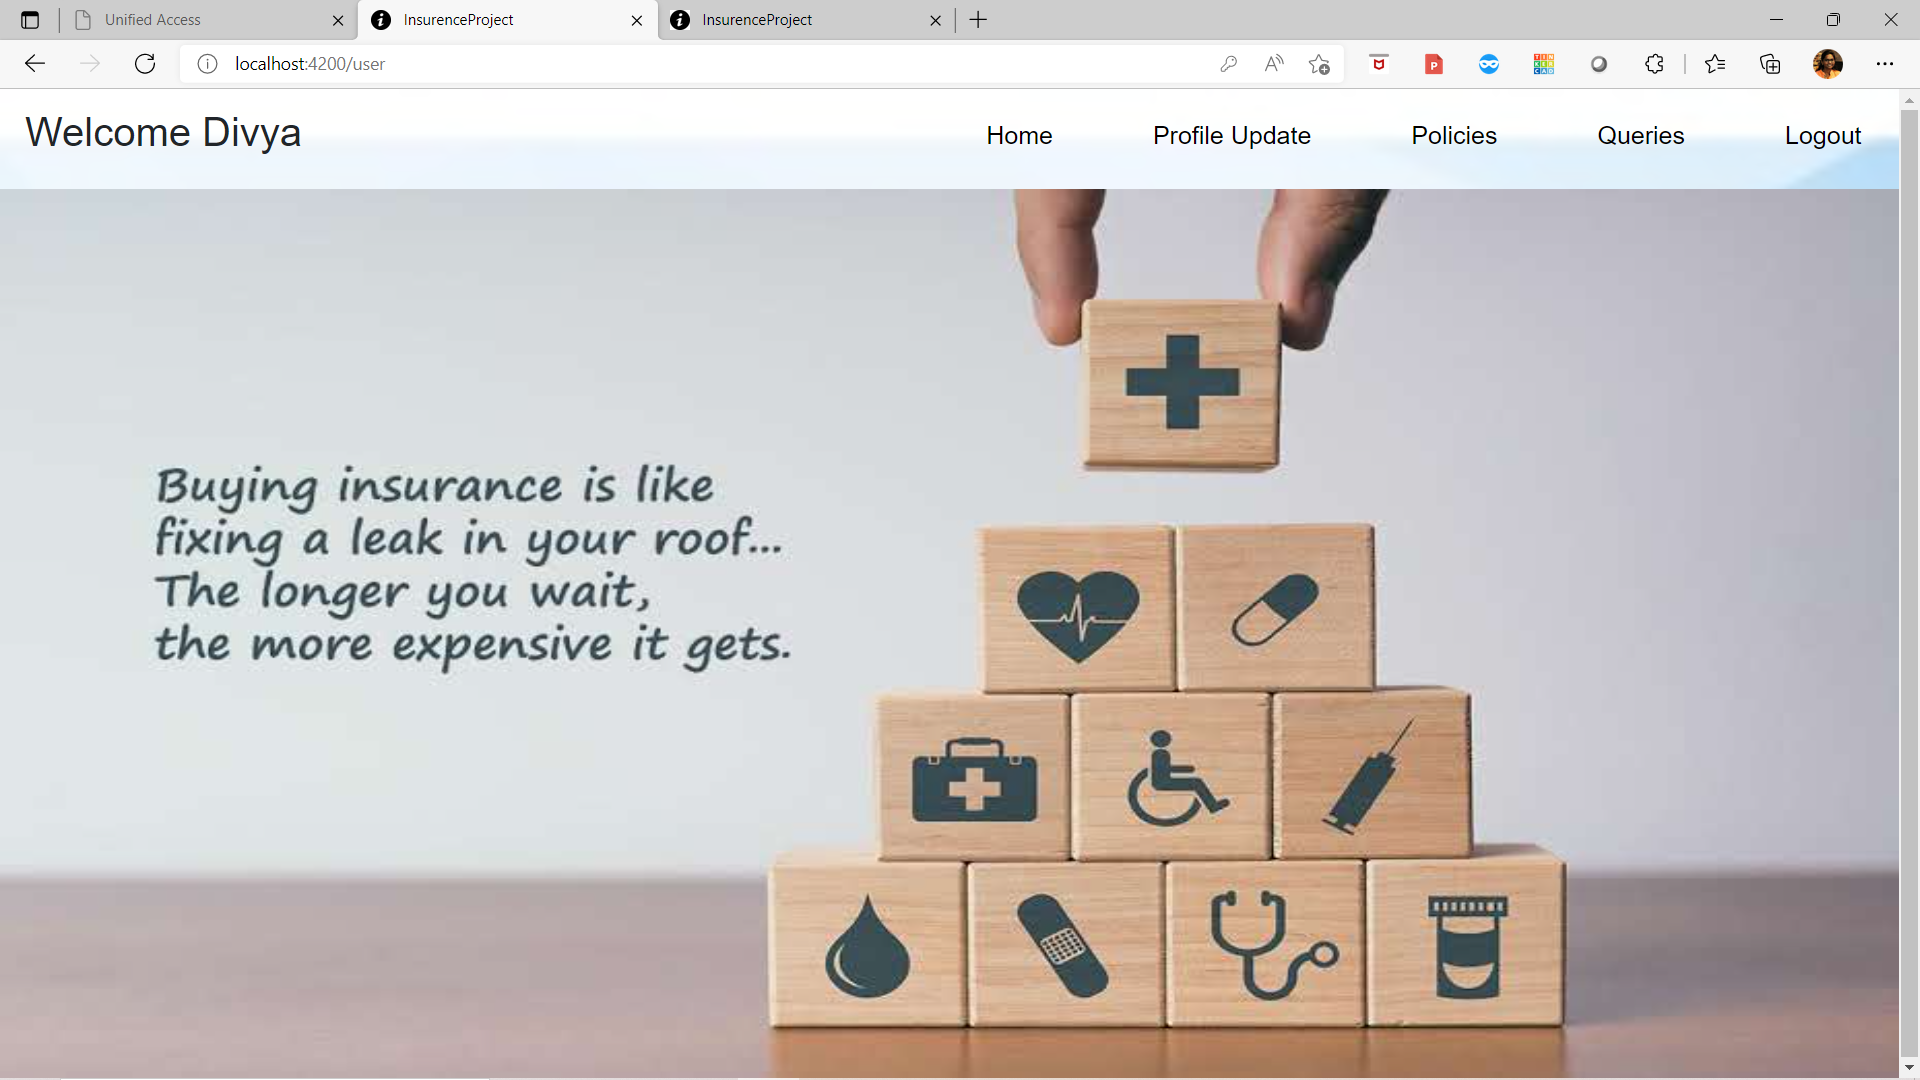 Unified Access
InsurenceProject
InsurenceProject
localhost:4200/user
Welcome Divya
Home
Profile Update
Policies
Queries
Logout
Buying insurance is like
fixing a leak in your roof...
The longer you wait,
the more expensive it gets.